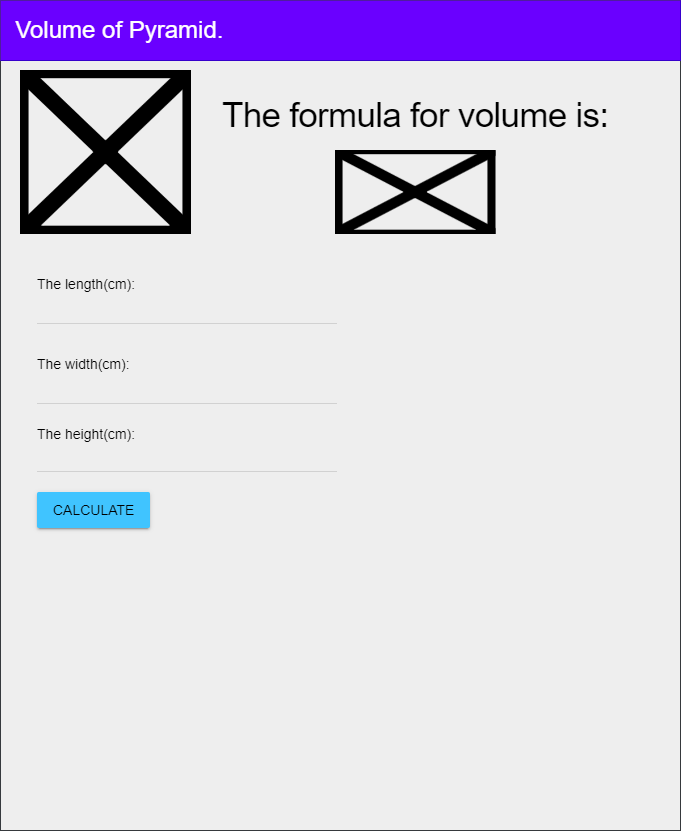 Volume of Pyramid.
The formula for volume is:
The length(cm):
The width(cm):
The height(cm):
CALCULATE